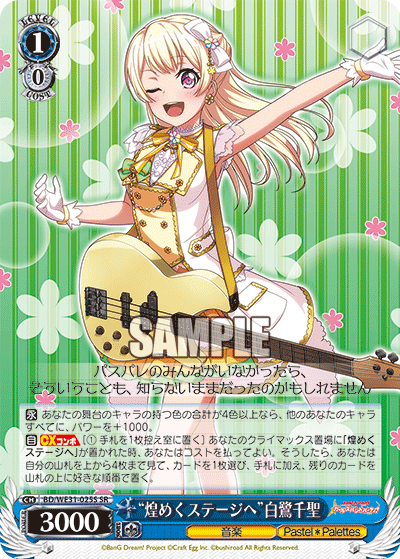 LEVEL
1
0
COST
SAMPLE
パスパレのみんながいなかったら、
そういうことも、知らないままだったのかもしれません
永 あなたの舞台のキャラの持つ色の合計が4色以上なら、他のあなたのキャラ
すべてに、パワーを+1000。
自 CXコンボ [① 手札を1枚控え室に置く] あなたのクライマックス置場に「煌めく
ステージへ」が置かれた時、あなたはコストを払ってよい。そうしたら、あなたは
自分の山札を上から4枚まで見て、カードを1枚選び、手札に加え、残りのカードを
山札の上に好きな順番で置く。
CH BD/WE31-025S SR
POWER
3000
“煌めくステージへ”白鷺千聖
音楽
Pastel＊Palettes
©BanG Dream! Project ©Craft Egg Inc. ©bushiroad All Rights Reserved.